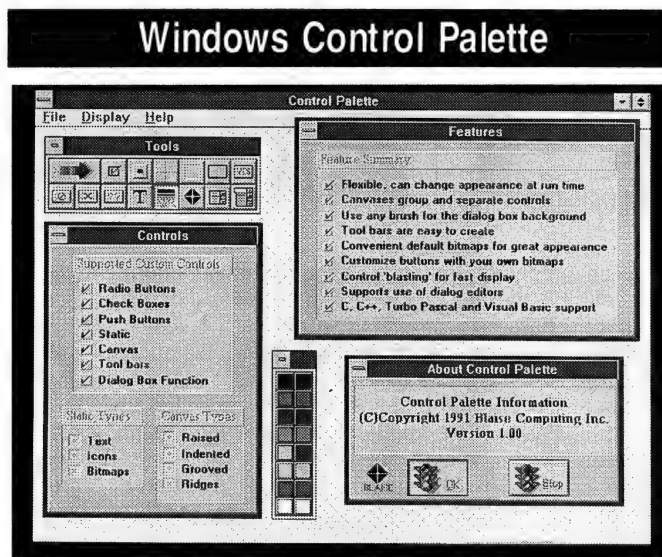 Windows Control Palette
Control Palette
File Display Help
Tools
T
Controls
Supported Custom Controls
Radio Buttons
Check Boxes
Push Buttons
Static
Canvas
Tool bars
Dialog Box Function
Static Types
Text
Icons
Bitmaps
Canvas Types
Raised
Indented
Grooved
Ridges
Features
Feature Summary
Flexible, can change appearance at run time
Canvases group and separate controls
Use any brush for the dialog box background
Tool bars are easy to create
Convenient default bitmaps for great appearance
Customize buttons with your own bitmaps
Control 'blasting' for fast display
Supports use of dialog editors
C, C++, Turbo Pascal and Visual Basic support
About Control Palette
Control Palette Information
(C)Copyright 1991 Blaise Computing Inc.
Version 1.00
BLAISE
OK
Stop